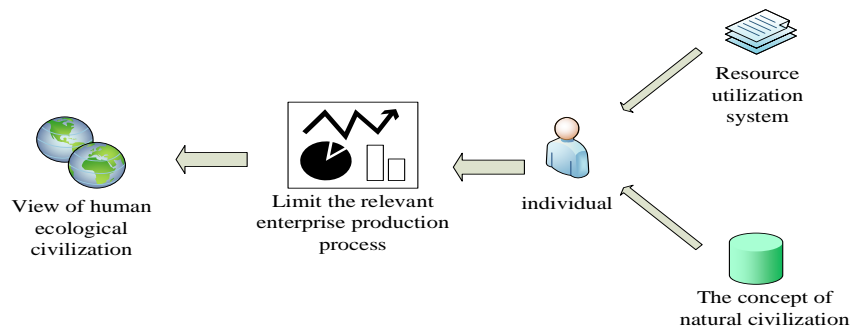 View of human
ecological
civilization
Limit the relevant
enterprise production
process
individual
Resource
utilization
system
The concept of
natural civilization